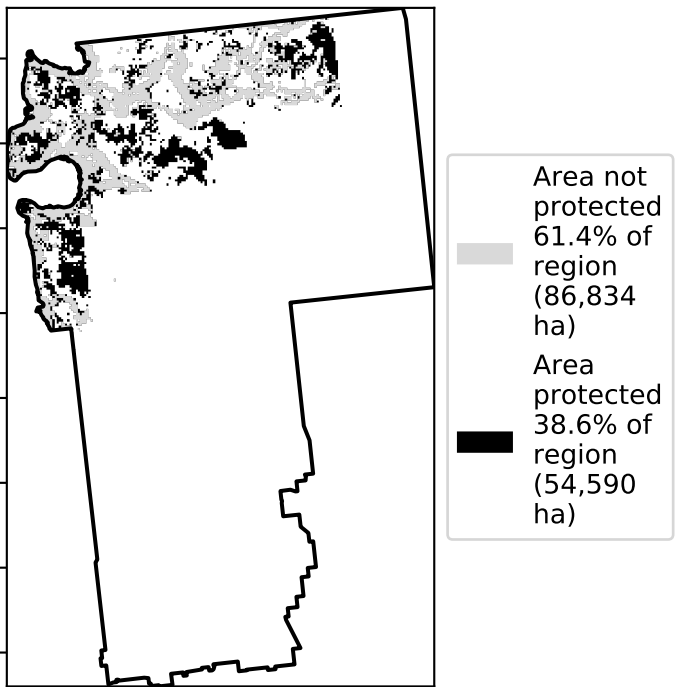 Area not
protected
61.4% of
region
(86,834
ha)
Area
protected
38.6% of
region
(54,590
ha)